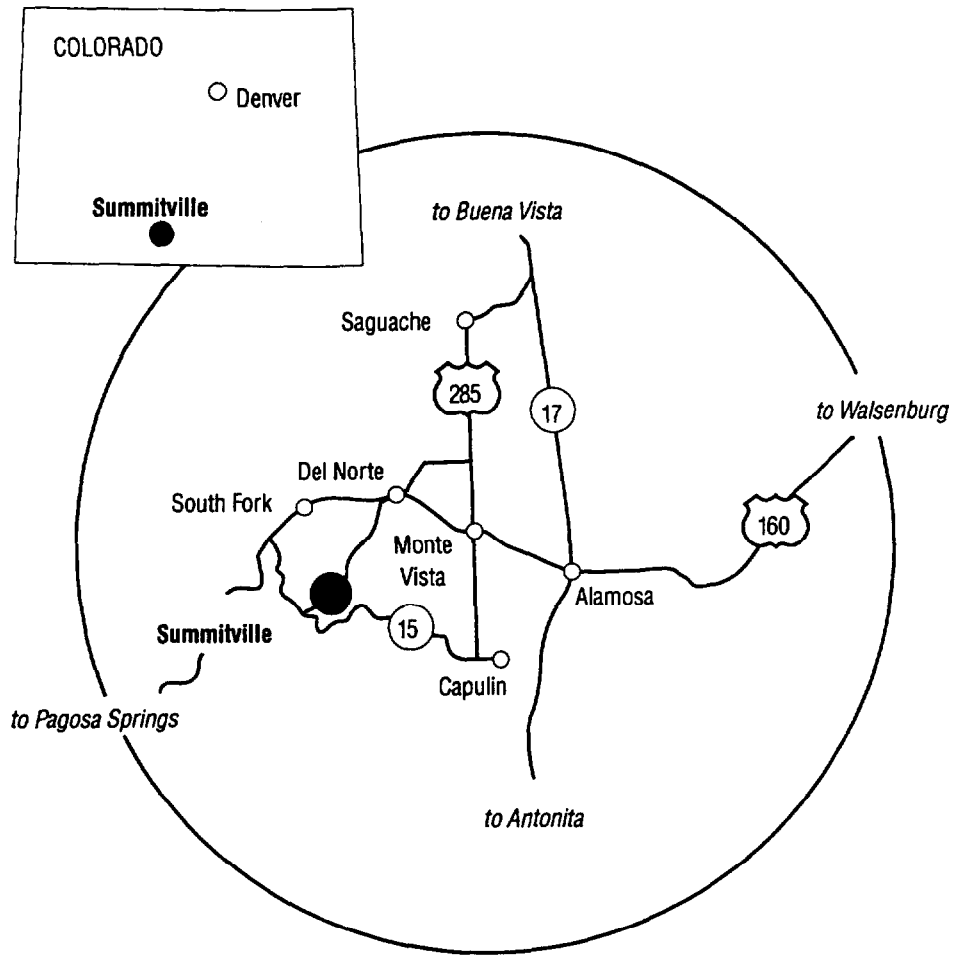 COLORADO
Denver
Summitville
to Buena Vista
Saguache
285
17
to Walsenburg
Del Norte
South Fork
160
Monte
Vista
Alamosa
Summitville
15
Capulin
to Pagosa Springs
to Antonita